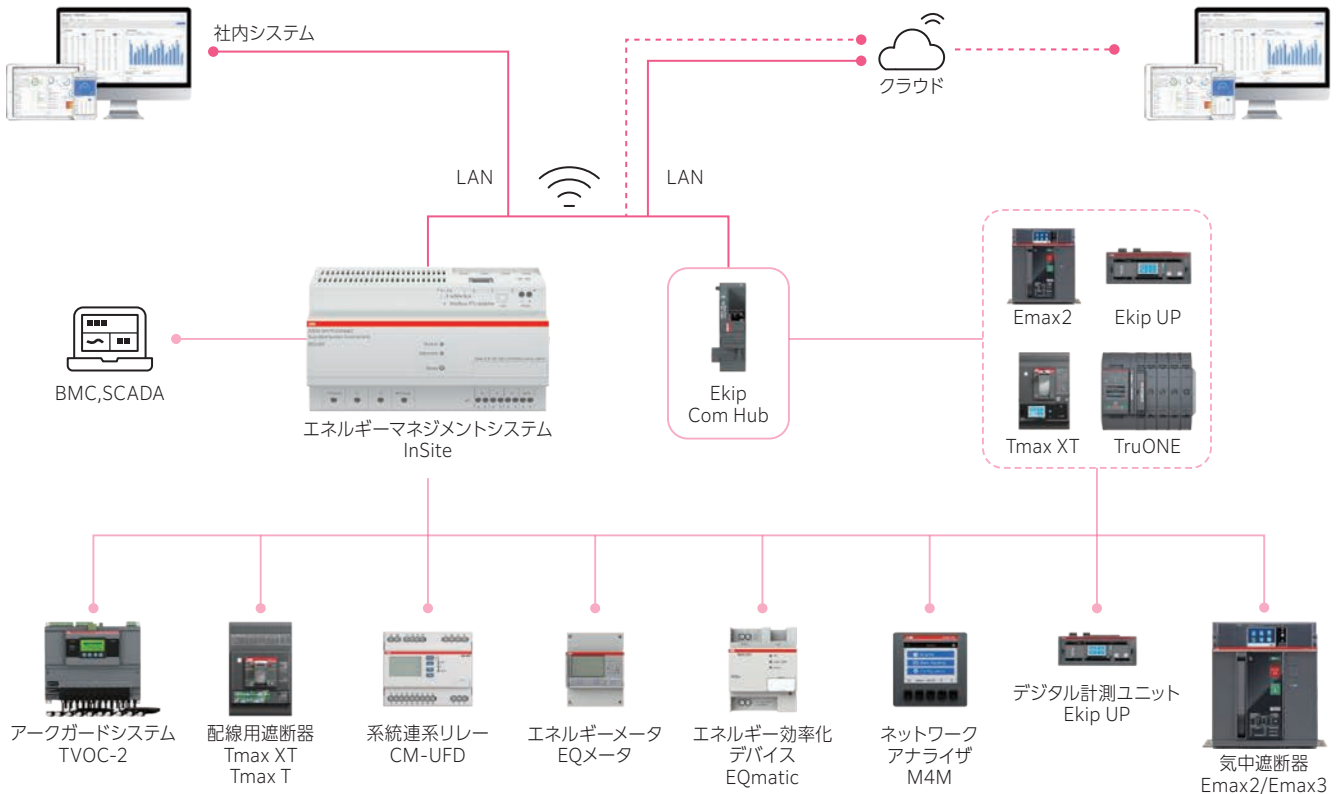 社内システム
クラウド
LAN
LAN
Emax2
Ekip UP
BMC,SCADA
エネルギーマネジメントシステム
InSite
Ekip
Com Hub
Tmax XT
TruONE
アークガードシステム
TVOC-2
配線用遮断器
Tmax XT
Tmax T
系統連系リレー
CM-UFD
エネルギーメータ
EQメータ
エネルギー効率化
デバイス
EQmatic
ネットワーク
アナライザ
M4M
デジタル計測ユニット
Ekip UP
気中遮断器
Emax2/Emax3